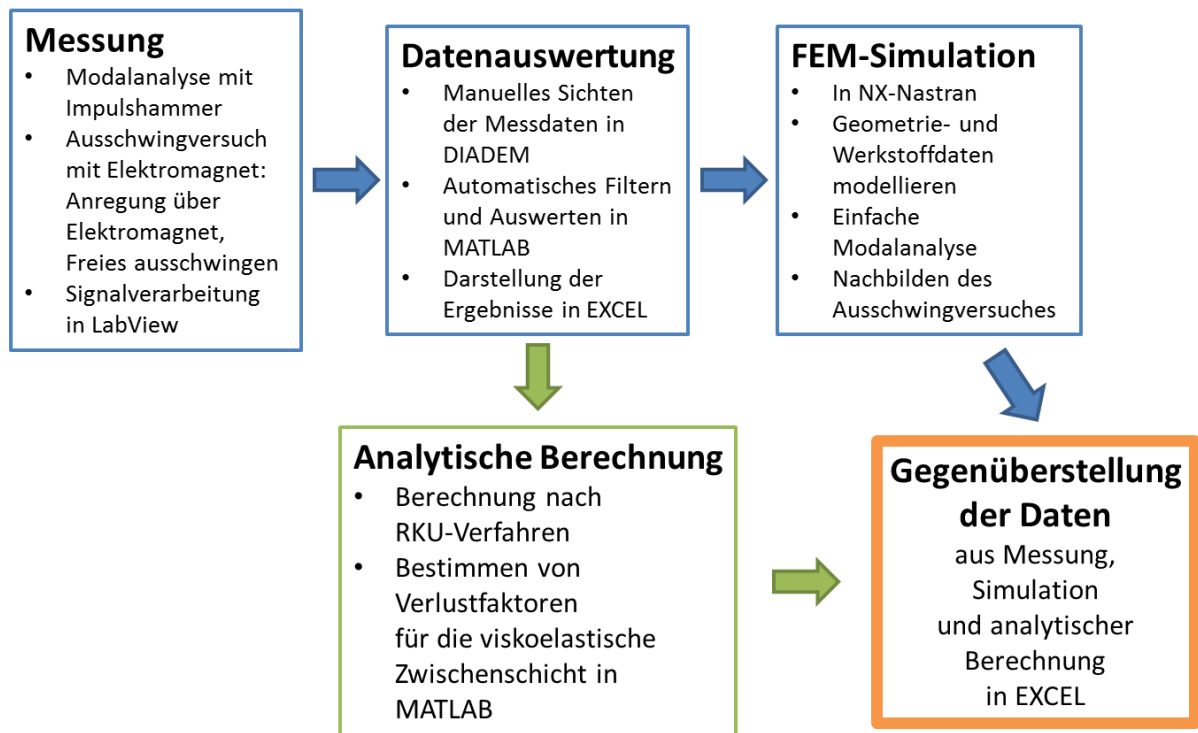 Messung
• Modalanalyse mit
Impulshammer
• Ausschwingversuch
mit Elektromagnet:
Anregung über
Elektromagnet,
Freies ausschwingen
• Signalverarbeitung
in LabView
Datenauswertung
• Manuelles Sichten
der Messdaten in
DIADEM
• Automatisches Filtern
und Auswerten in
MATLAB
• Darstellung der
Ergebnisse in EXCEL
FEM-Simulation
• In NX-Nastran
• Geometrie- und
Werkstoffdaten
modellieren
• Einfache
Modalanalyse
• Nachbilden des
Ausschwingversuches
Analytische Berechnung
• Berechnung nach
RKU-Verfahren
• Bestimmen von
Verlustfaktoren
für die viskoelastische
Zwischenschicht in
MATLAB
Gegenüberstellung
der Daten
aus Messung,
Simulation
und analytischer
Berechnung
in EXCEL